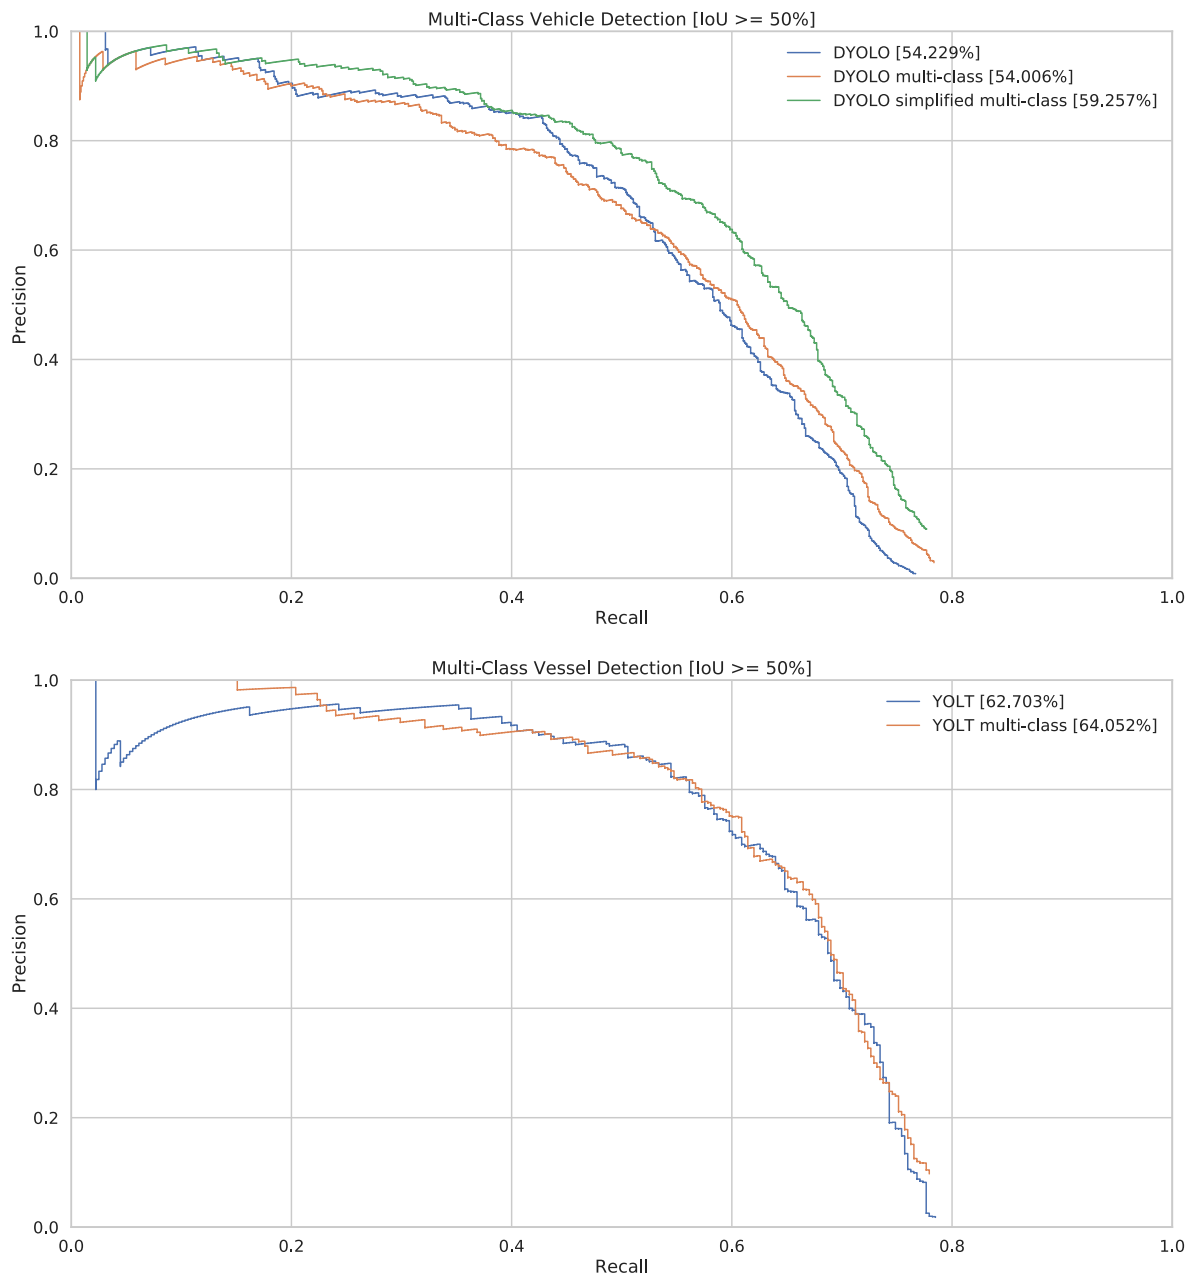 Multi-Class Vehicle Detection [IoU >= 50%]
1.0
0.8
0.6
0.4
0.2
0.0
Precision
DYOLO [54.229%]
DYOLO multi-class [54.006%]
DYOLO simplified multi-class [59.257%]
0.0 0.2 0.4 0.6 0.8 1.0
Recall
Multi-Class Vessel Detection [IoU >= 50%]
1.0
0.8
0.6
0.4
0.2
0.0
Precision
YOLT [62.703%]
YOLT multi-class [64.052%]
0.0 0.2 0.4 0.6 0.8 1.0
Recall